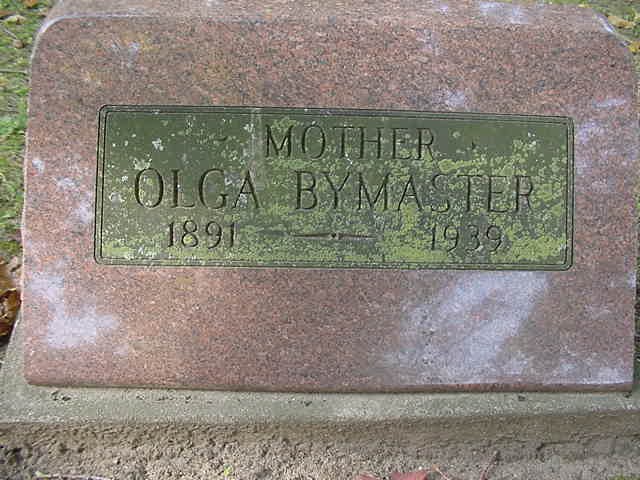 MOTHER
OLGA BYMASTER
1891 — 1939